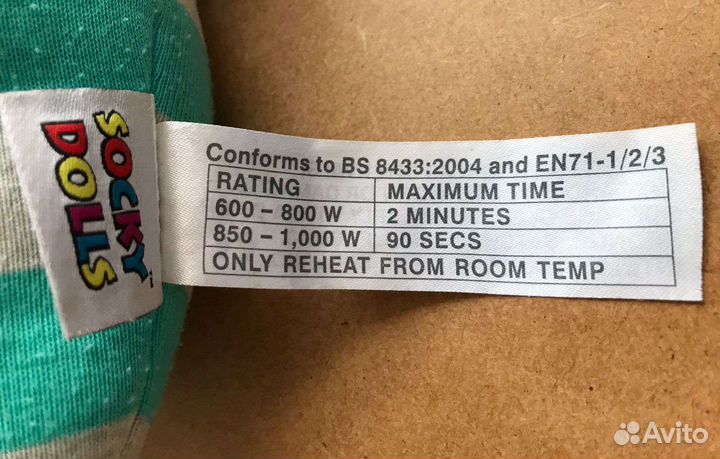 SOCKY
DOLLS
Conforms to BS 8433:2004 and EN71-1/2/3
RATING MAXIMUM TIME
600 – 800 W 2 MINUTES
850 – 1,000 W 90 SECS
ONLY REHEAT FROM ROOM TEMP
Avito